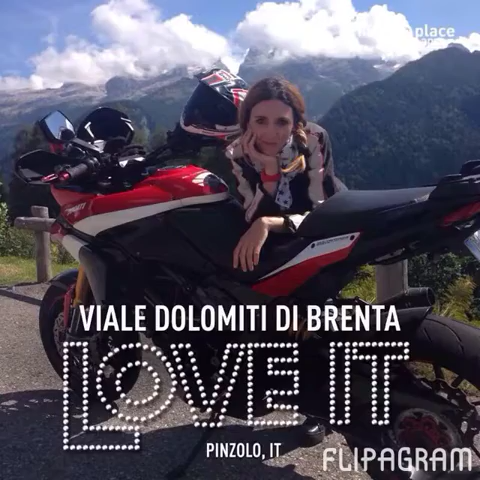 place
VIALE DOLOMITI DI BRENTA
LOVE IT
PINZOLO, IT
FLIPAGRAM